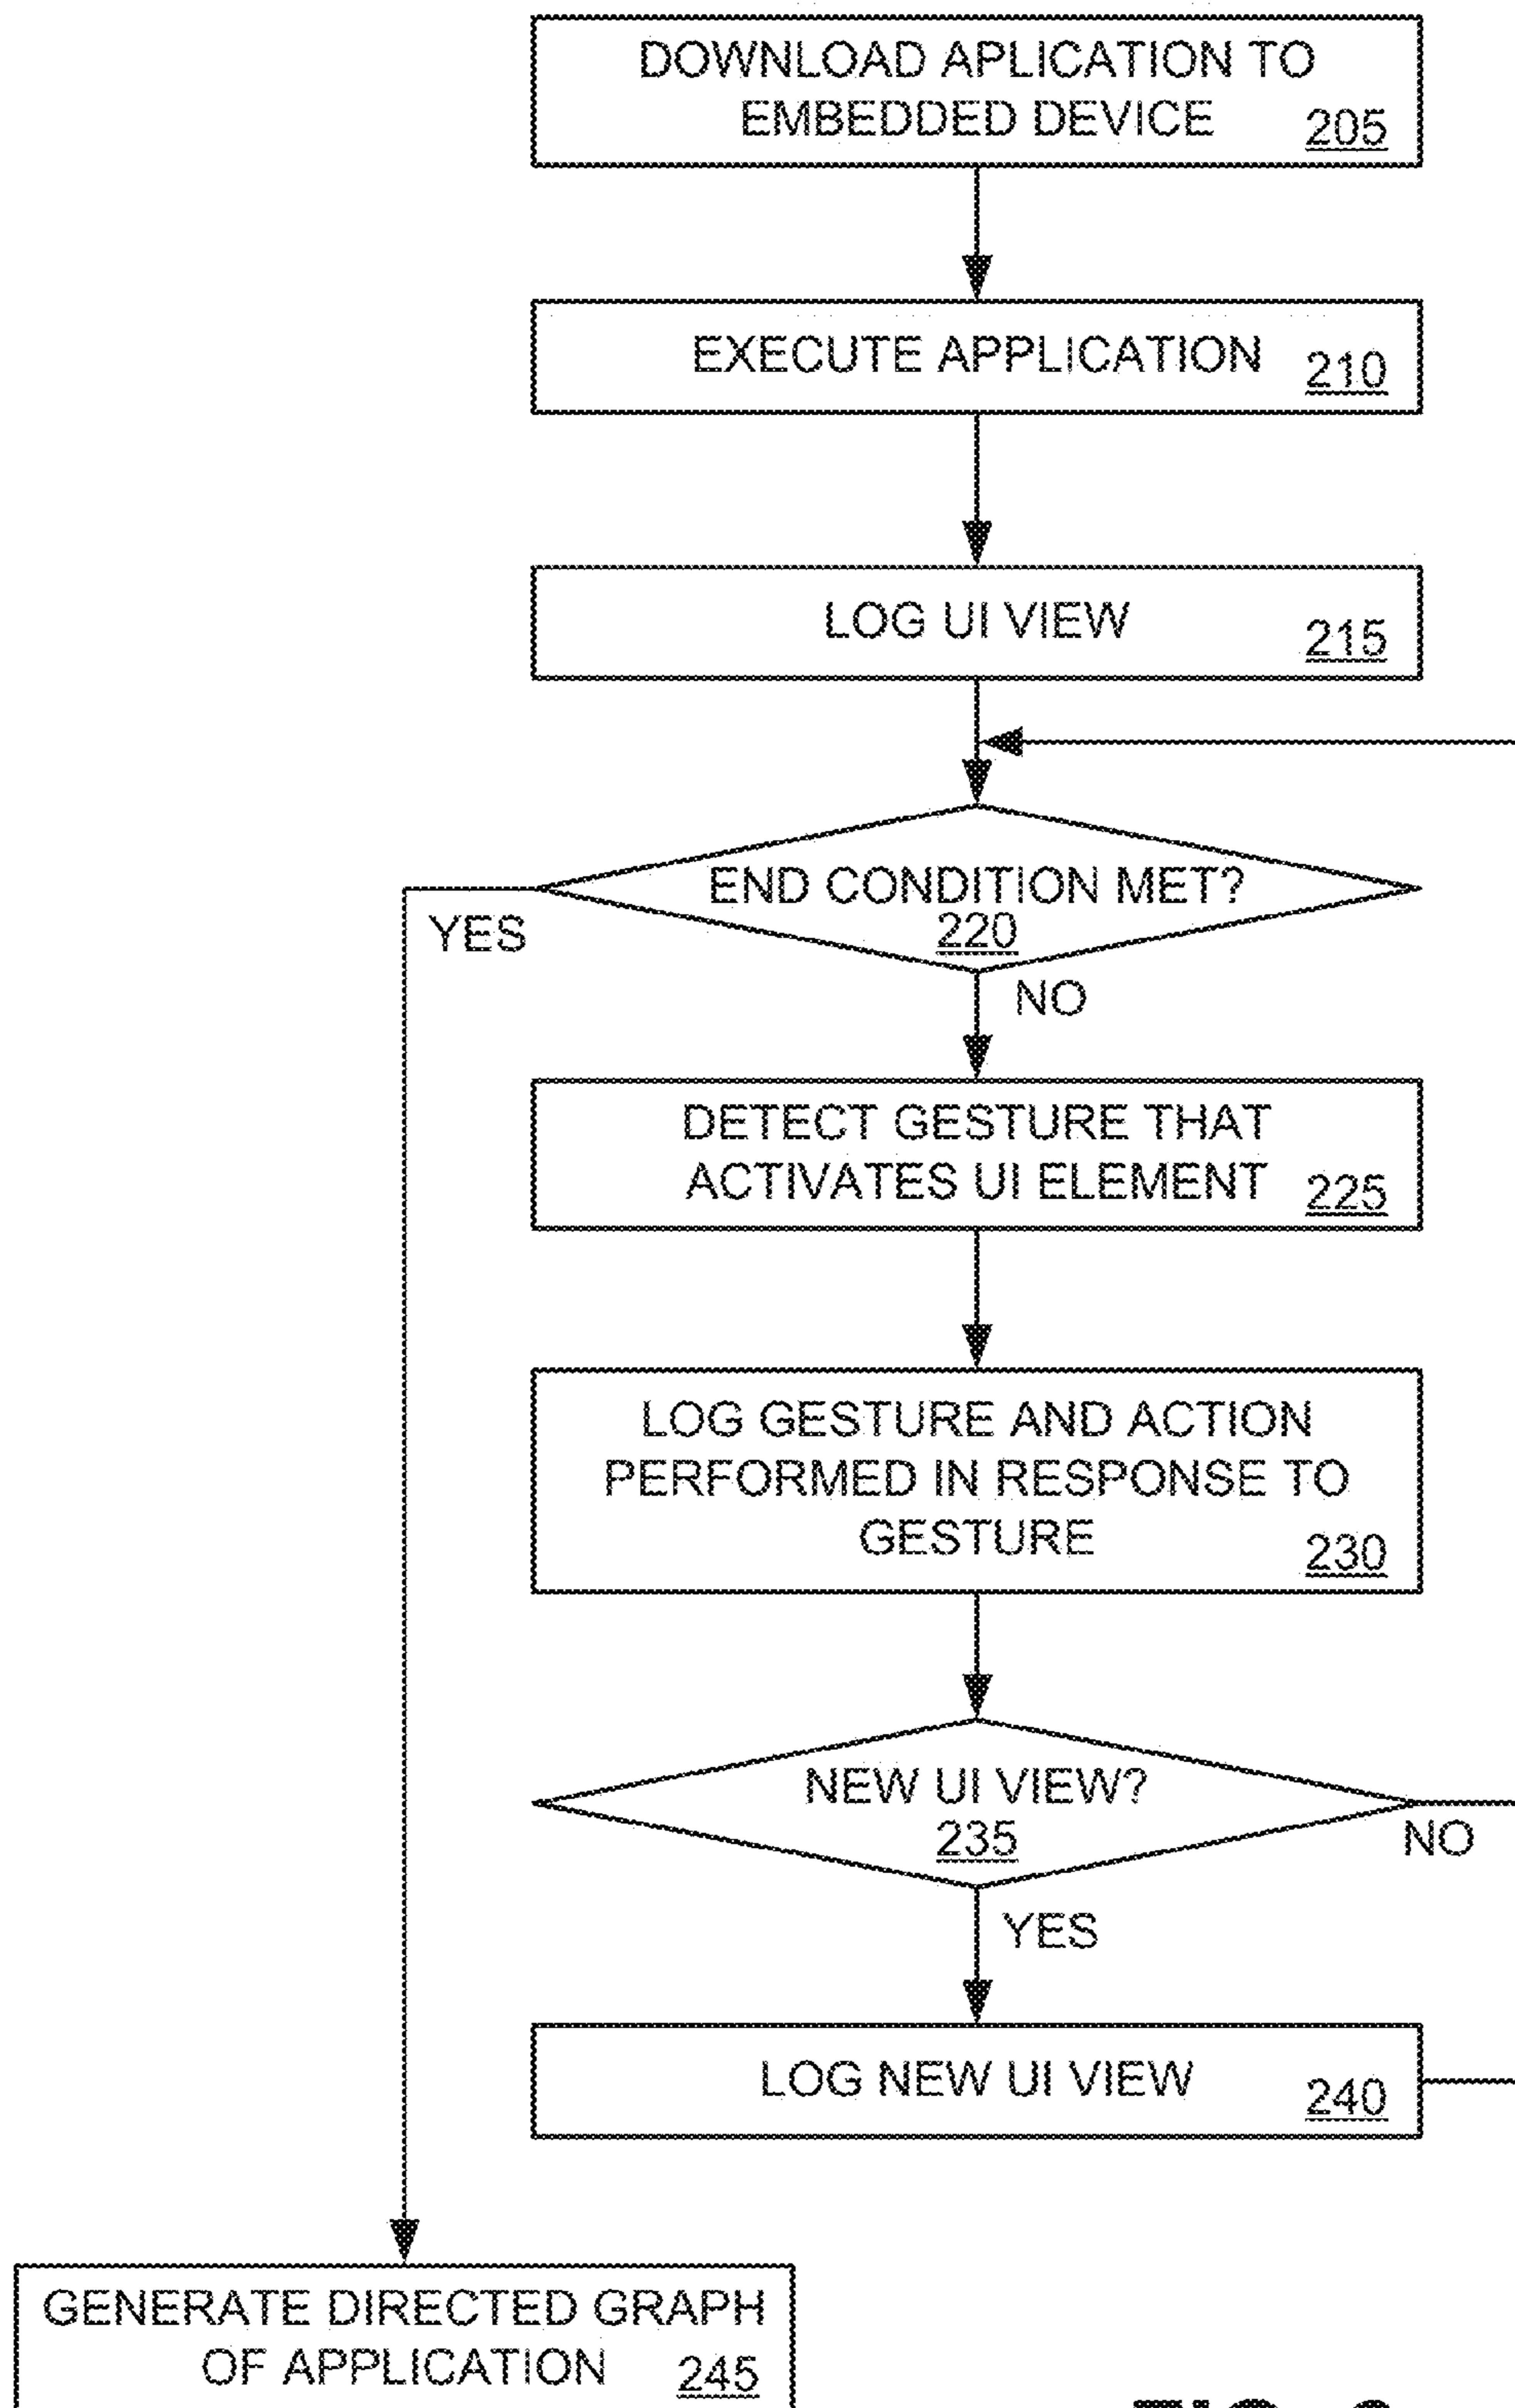 DOWNLOAD APLICATION TO
EMBEDDED DEVICE 205
EXECUTE APPLICATION 210
LOG UI VIEW 215
END CONDITION MET?
220
YES
NO
DETECT GESTURE THAT
ACTIVATES UI ELEMENT 225
LOG GESTURE AND ACTION
PERFORMED IN RESPONSE TO
GESTURE 230
NEW UI VIEW?
235
NO
YES
LOG NEW UI VIEW 240
GENERATE DIRECTED GRAPH
OF APPLICATION 245